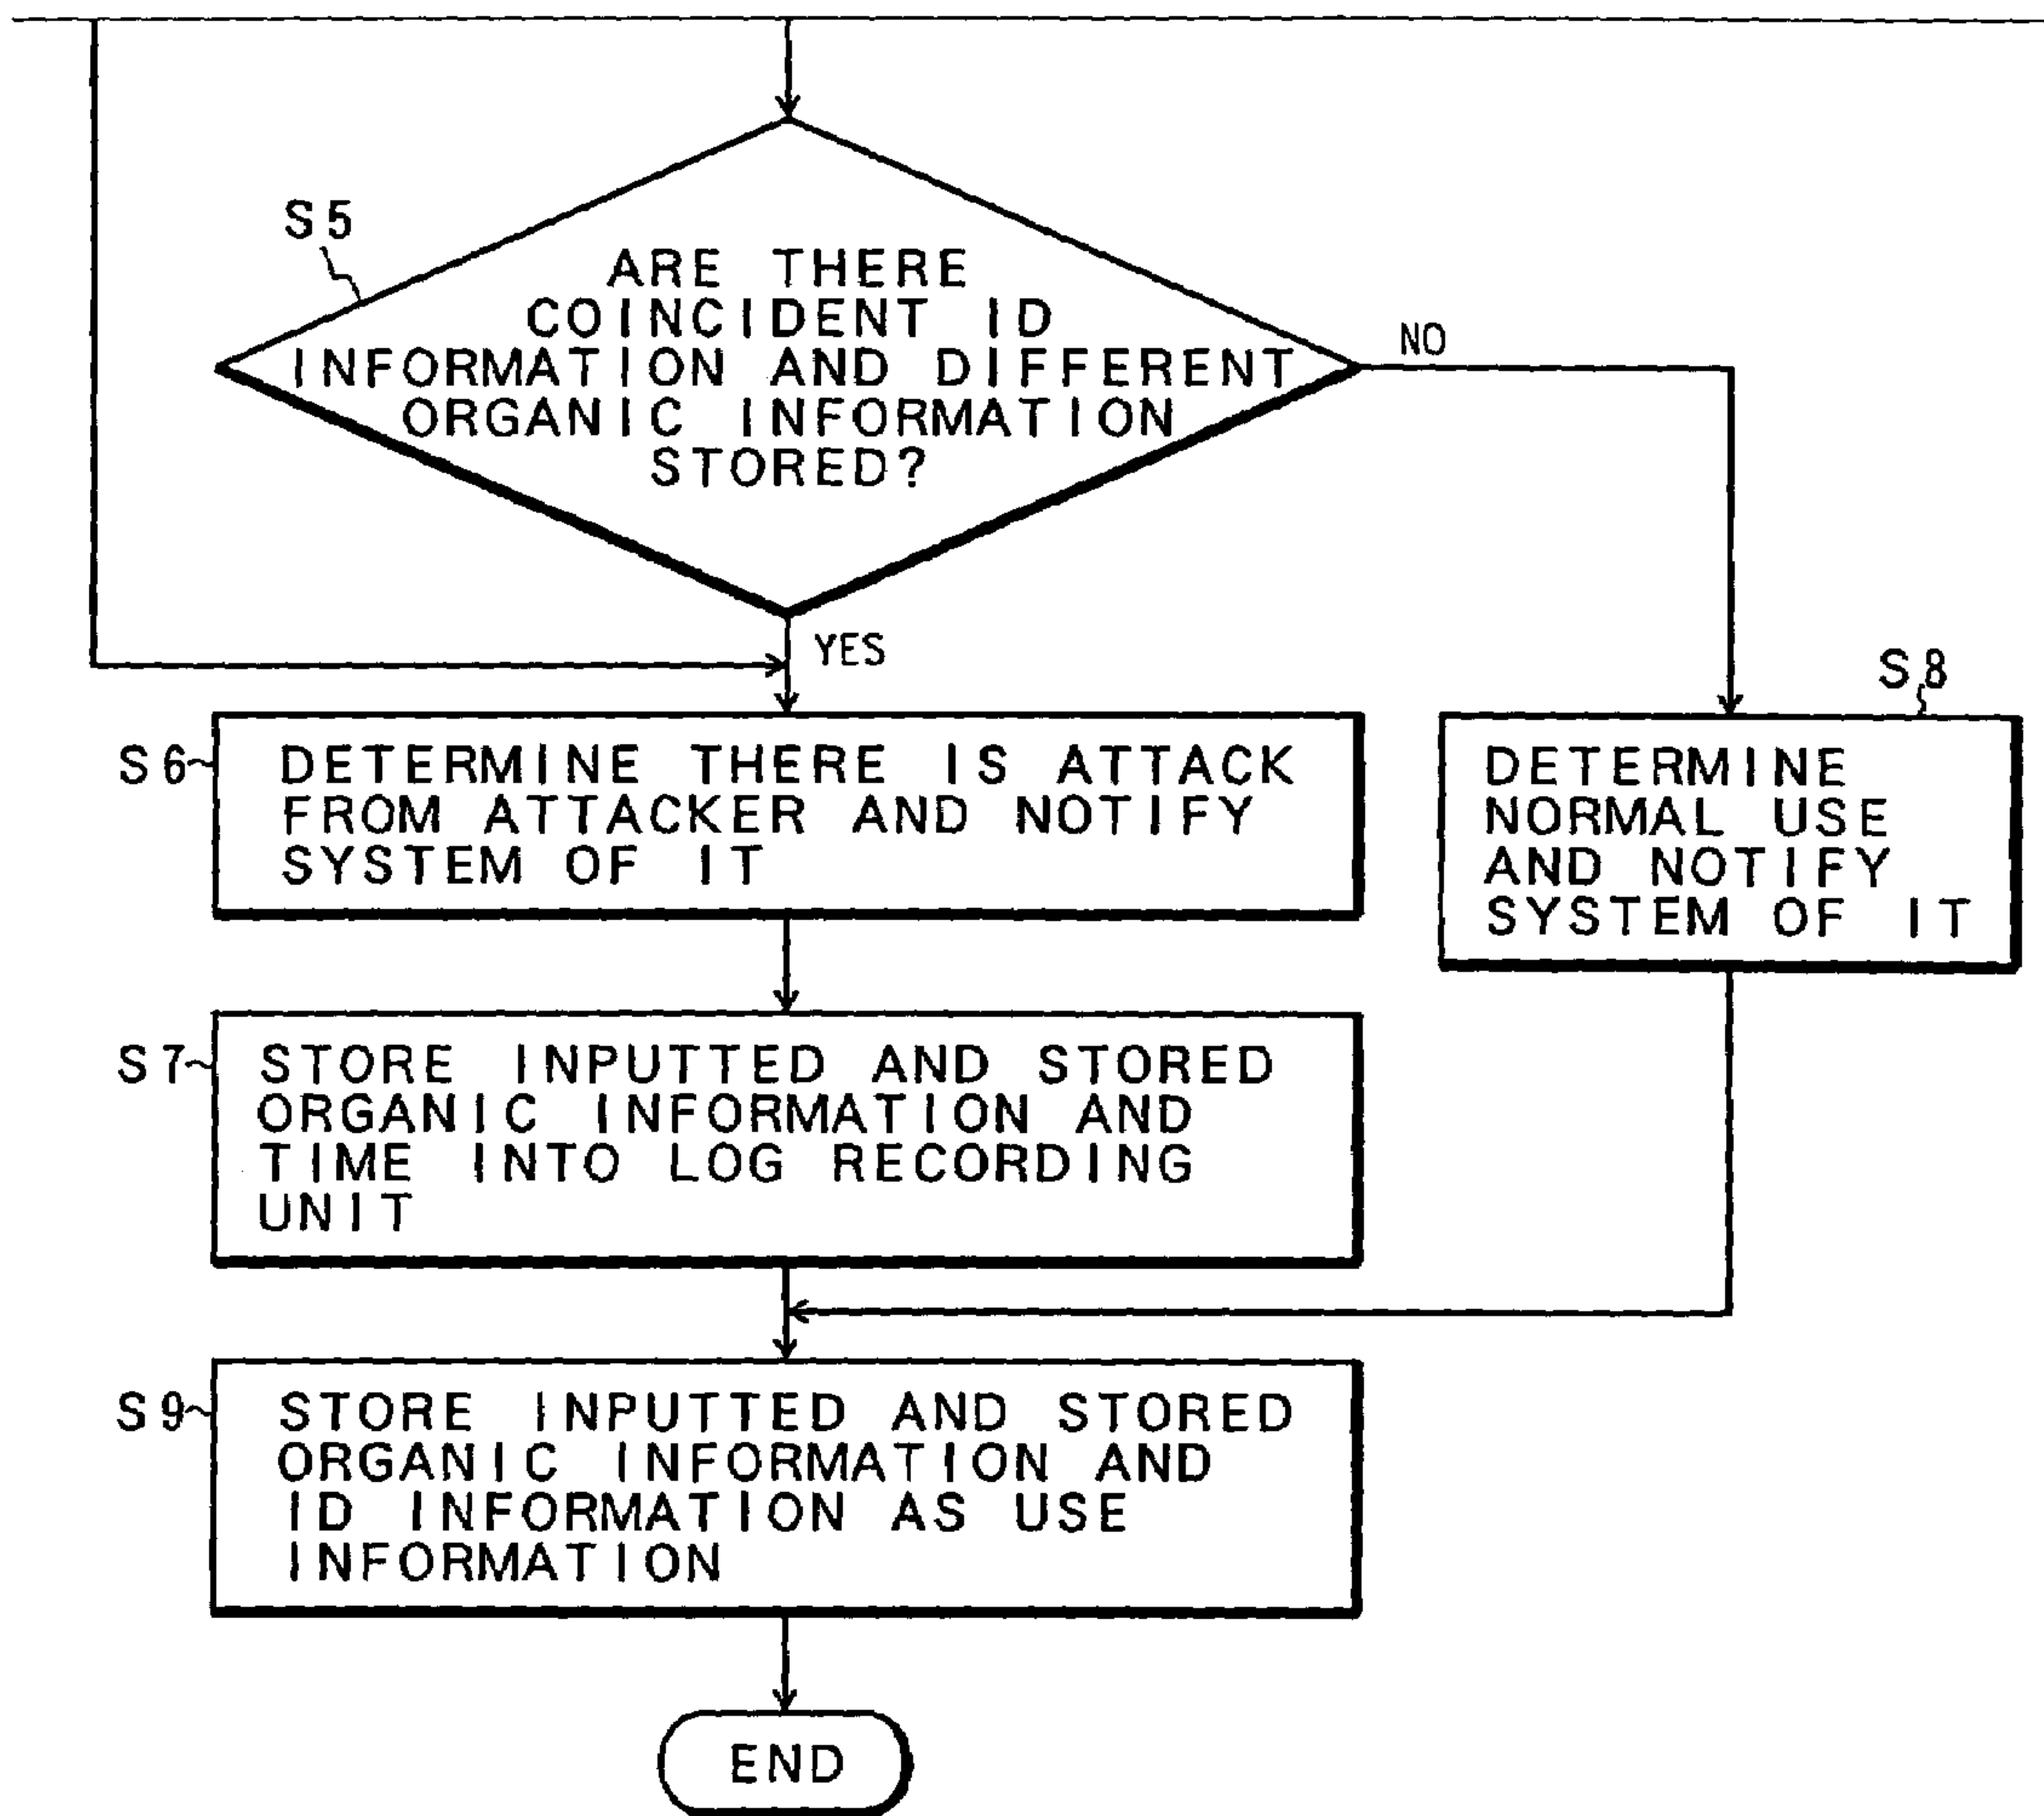 S5
ARE THERE
COINCIDENT ID
INFORMATION AND DIFFERENT
ORGANIC INFORMATION
STORED?
NO
YES
S6
DETERMINE THERE IS ATTACK
FROM ATTACKER AND NOTIFY
SYSTEM OF IT
S8
DETERMINE
NORMAL USE
AND NOTIFY
SYSTEM OF IT
S7
STORE INPUTTED AND STORED
ORGANIC INFORMATION AND
TIME INTO LOG RECORDING
UNIT
S9
STORE INPUTTED AND STORED
ORGANIC INFORMATION AND
ID INFORMATION AS USE
INFORMATION
END